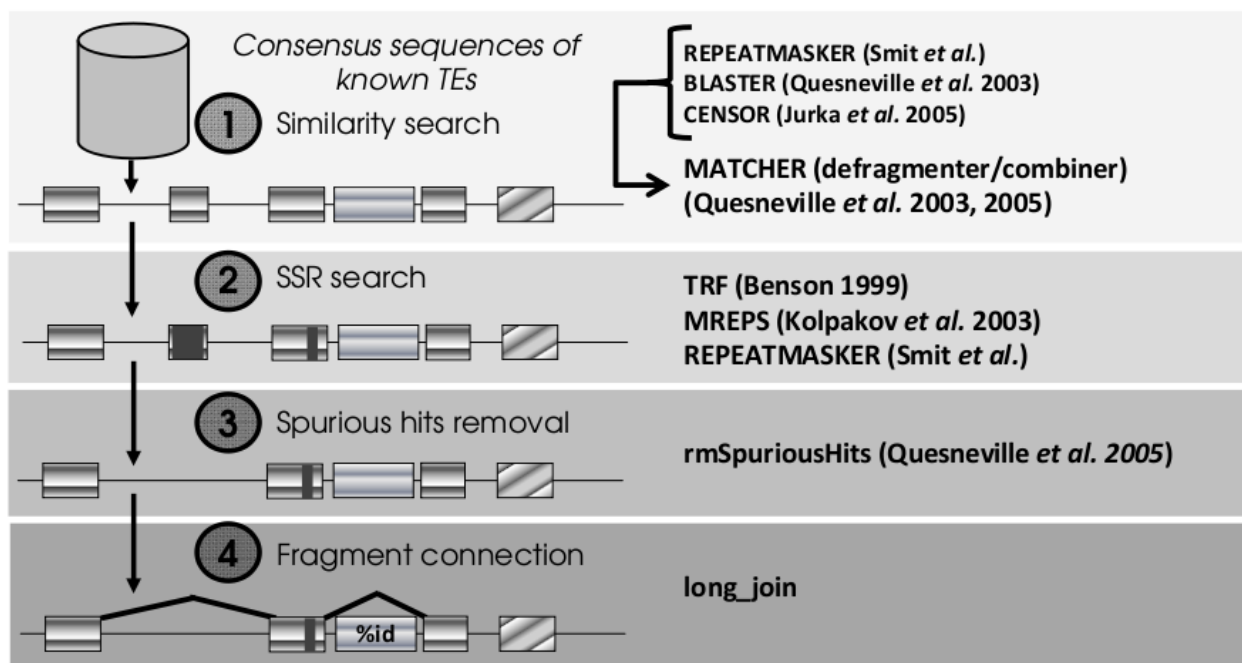 Consensus sequences of
known TEs
1 Similarity search
REPEATMASKER (Smit et al.)
BLASTER (Quesneville et al. 2003)
CENSOR (Jurka et al. 2005)
MATCHER (defragmenter/combiner)
(Quesneville et al. 2003, 2005)
2 SSR search
TRF (Benson 1999)
MREPS (Kolpakov et al. 2003)
REPEATMASKER (Smit et al.)
3 Spurious hits removal
rmSpuriousHits (Quesneville et al. 2005)
4 Fragment connection
long_join
%id